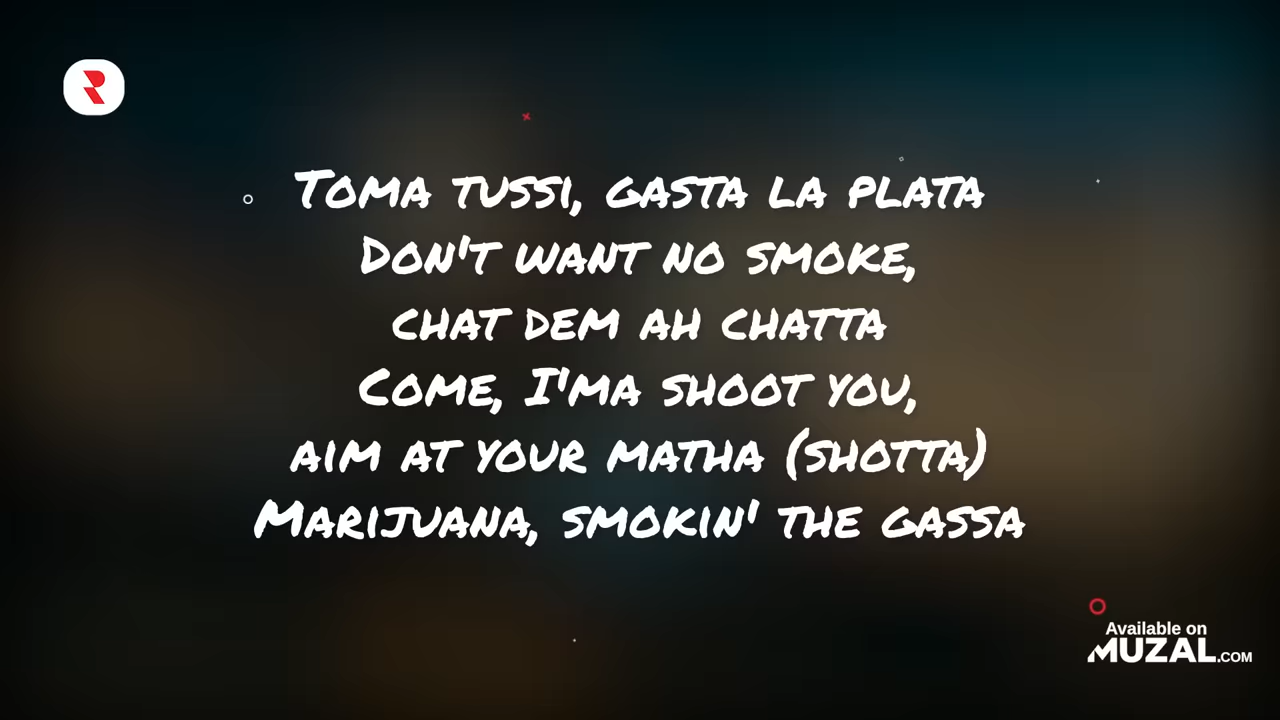 R
Toma tussi, gasta la plata
Don't want no smoke,
chat dem ah chatta
Come, I'ma shoot you,
aim at your matha (shotta)
Marijuana, smokin' the gassa
Available on
MUZAL.COM